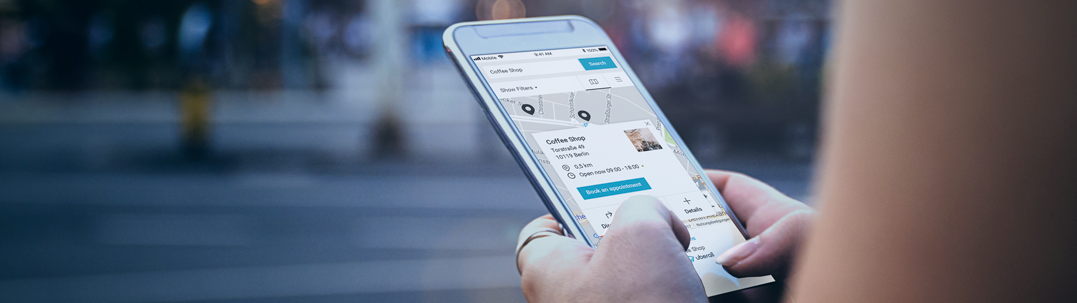 Mobile 9:41 AM 100%
Coffee Shop Search
Show Filters
Coffee Shop
Torstraße 49
10119 Berlin
0,5 km
Open now 09:00 - 18:00
Book an appointment
Details
Shop
uberall